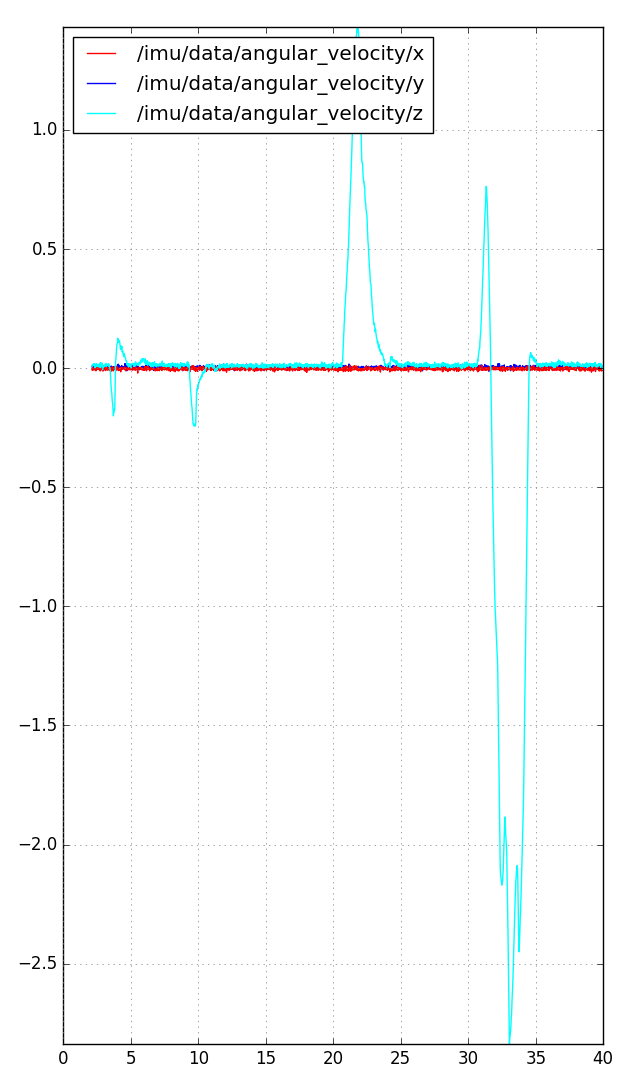 /imu/data/angular_velocity/x
/imu/data/angular_velocity/y
/imu/data/angular_velocity/z
1.0
0.5
0.0
−0.5
−1.0
−1.5
−2.0
−2.5
0 5 10 15 20 25 30 35 40